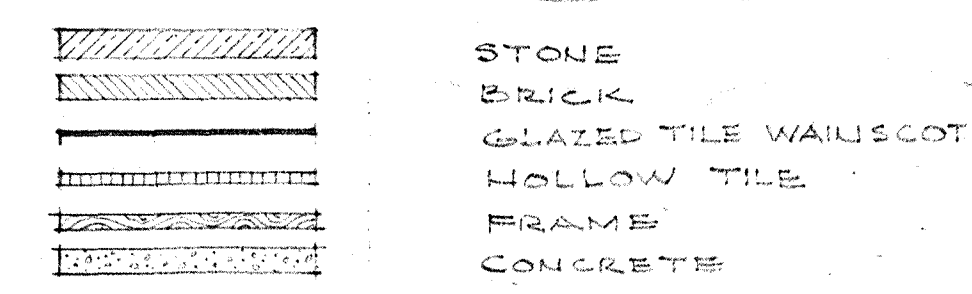 STONE
BRICK
GLAZED TILE WAINSCOT
HOLLOW TILE
FRAME
CONCRETE